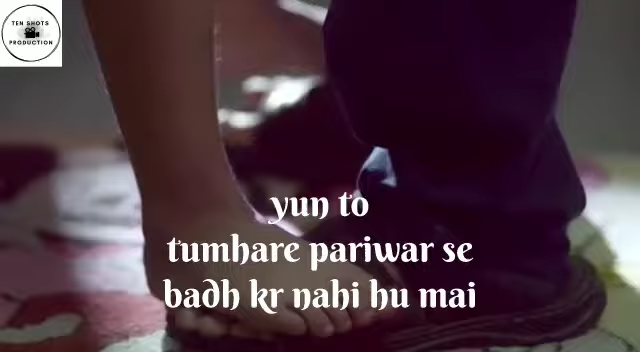 TEN SHOTS
PRODUCTION
yun to
tumhare pariwar se
badh kr nahi hu mai